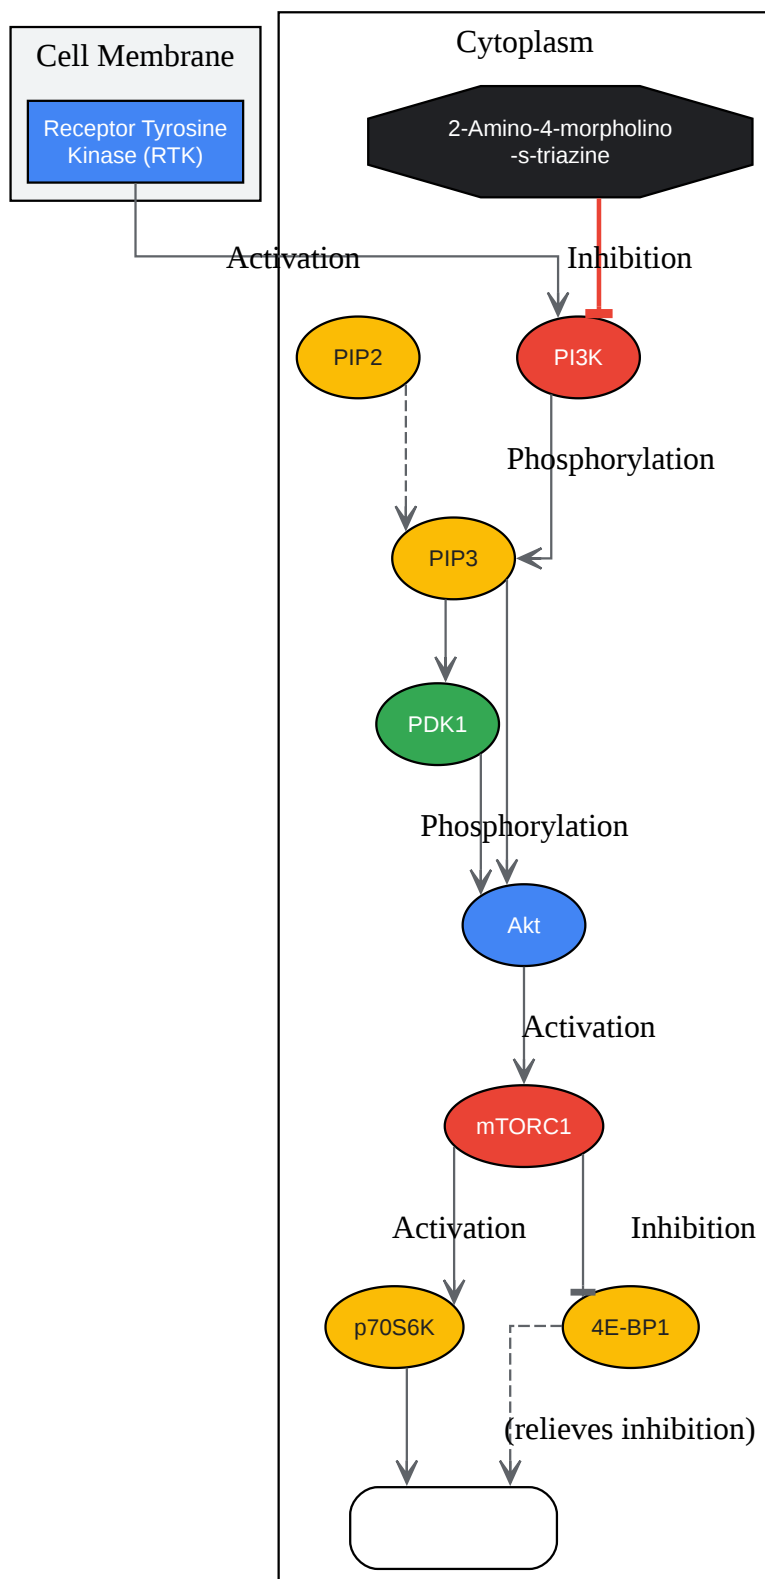 Cell Membrane
Cytoplasm
Receptor Tyrosine
Kinase (RTK)
2-Amino-4-morpholino
-s-triazine
Activation
Inhibition
PIP2
PI3K
Phosphorylation
PIP3
PDK1
Phosphorylation
Akt
Activation
mTORC1
Activation
Inhibition
p70S6K
4E-BP1
(relieves inhibition)